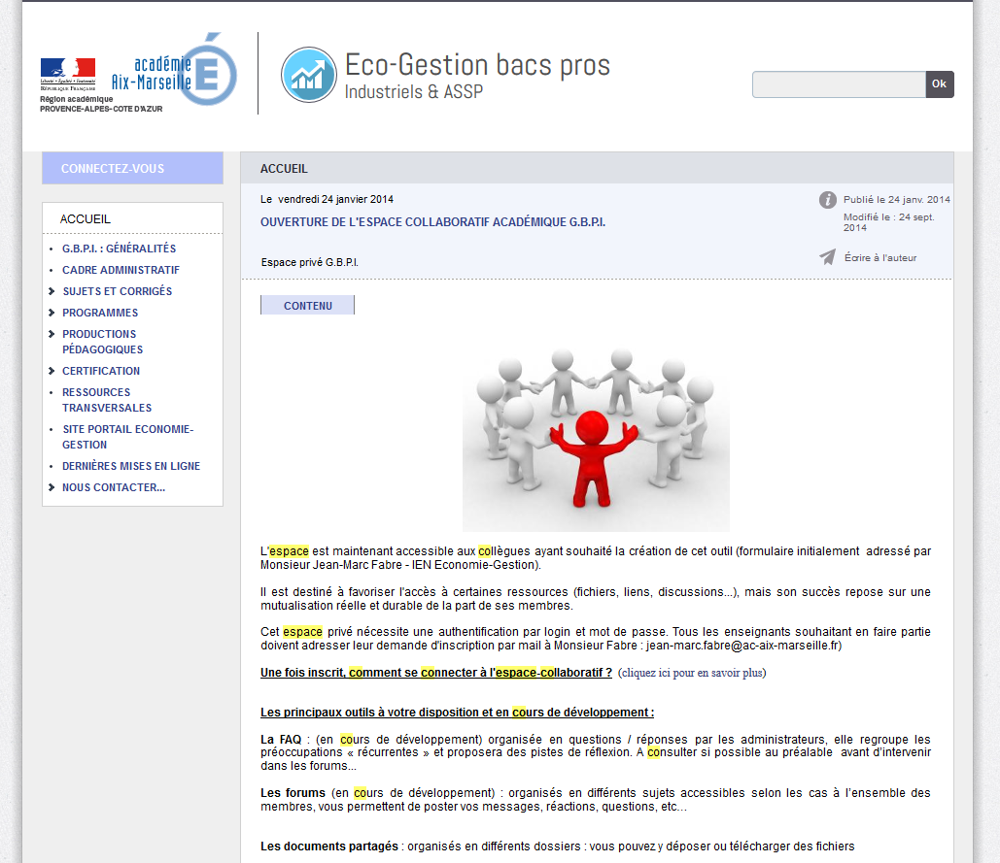 académie
Aix-Marseille
É
Liberté • Égalité • Fraternité
RÉPUBLIQUE FRANÇAISE
Région académique
PROVENCE-ALPES-COTE D'AZUR
Eco-Gestion bacs pros
Industriels & ASSP
Ok
CONNECTEZ-VOUS
ACCUEIL
G.B.P.I. : GÉNÉRALITÉS
CADRE ADMINISTRATIF
SUJETS ET CORRIGÉS
PROGRAMMES
PRODUCTIONS
PÉDAGOGIQUES
CERTIFICATION
RESSOURCES
TRANSVERSALES
SITE PORTAIL ECONOMIE-
GESTION
DERNIÈRES MISES EN LIGNE
NOUS CONTACTER...
ACCUEIL
Le vendredi 24 janvier 2014
OUVERTURE DE L'ESPACE COLLABORATIF ACADÉMIQUE G.B.P.I.
Espace privé G.B.P.I.
Publié le 24 janv. 2014
Modifié le : 24 sept.
2014
Écrire à l'auteur
CONTENU
L'espace est maintenant accessible aux collègues ayant souhaité la création de cet outil (formulaire initialement adressé par
Monsieur Jean-Marc Fabre - IEN Economie-Gestion).
Il est destiné à favoriser l'accès à certaines ressources (fichiers, liens, discussions...), mais son succès repose sur une
mutualisation réelle et durable de la part de ses membres.
Cet espace privé nécessite une authentification par login et mot de passe. Tous les enseignants souhaitant en faire partie
doivent adresser leur demande d'inscription par mail à Monsieur Fabre : jean-marc.fabre@ac-aix-marseille.fr)
Une fois inscrit, comment se connecter à l'espace-collaboratif ? (cliquez ici pour en savoir plus)
Les principaux outils à votre disposition et en cours de développement :
La FAQ : (en cours de développement) organisée en questions / réponses par les administrateurs, elle regroupe les
préoccupations « récurrentes » et proposera des pistes de réflexion. A consulter si possible au préalable avant d'intervenir
dans les forums...
Les forums (en cours de développement) : organisés en différents sujets accessibles selon les cas à l'ensemble des
membres, vous permettent de poster vos messages, réactions, questions, etc...
Les documents partagés : organisés en différents dossiers : vous pouvez y déposer ou télécharger des fichiers